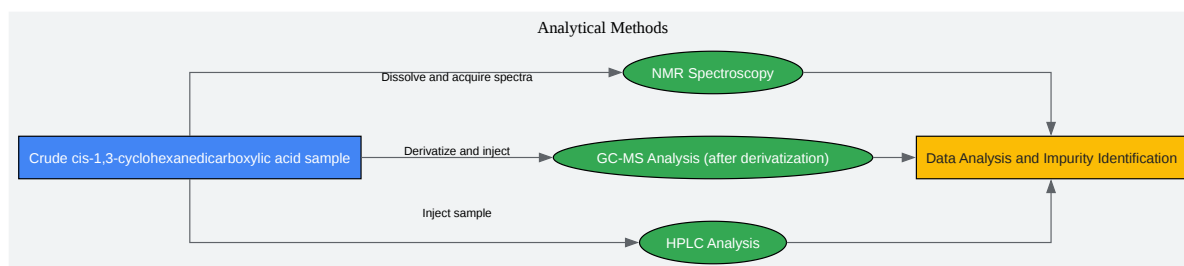 Analytical Methods
Dissolve and acquire spectra
NMR Spectroscopy
Crude cis-1,3-cyclohexanedicarboxylic acid sample
Derivatize and inject
GC-MS Analysis (after derivatization)
Data Analysis and Impurity Identification
Inject sample
HPLC Analysis